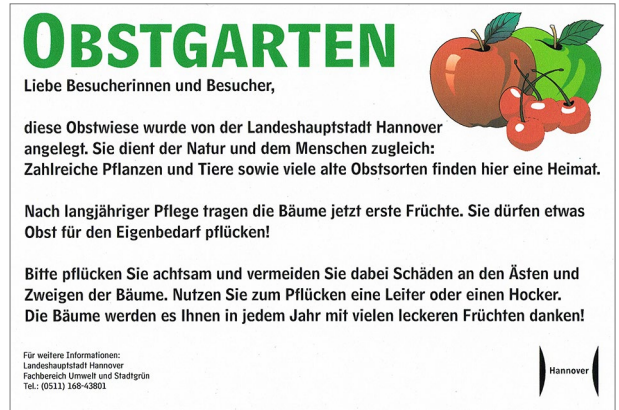 OBSTGARTEN
Liebe Besucherinnen und Besucher,
diese Obstwiese wurde von der Landeshauptstadt Hannover
angelegt. Sie dient der Natur und dem Menschen zugleich:
Zahlreiche Pflanzen und Tiere sowie viele alte Obstsorten finden hier eine Heimat.
Nach langjähriger Pflege tragen die Bäume jetzt erste Früchte. Sie dürfen etwas
Obst für den Eigenbedarf pflücken!
Bitte pflücken Sie achtsam und vermeiden Sie dabei Schäden an den Ästen und
Zweigen der Bäume. Nutzen Sie zum Pflücken eine Leiter oder einen Hocker.
Die Bäume werden es Ihnen in jedem Jahr mit vielen leckeren Früchten danken!
Für weitere Informationen:
Landeshauptstadt Hannover
Fachbereich Umwelt und Stadtgrün
Tel.: (0511) 168-43801
Hannover